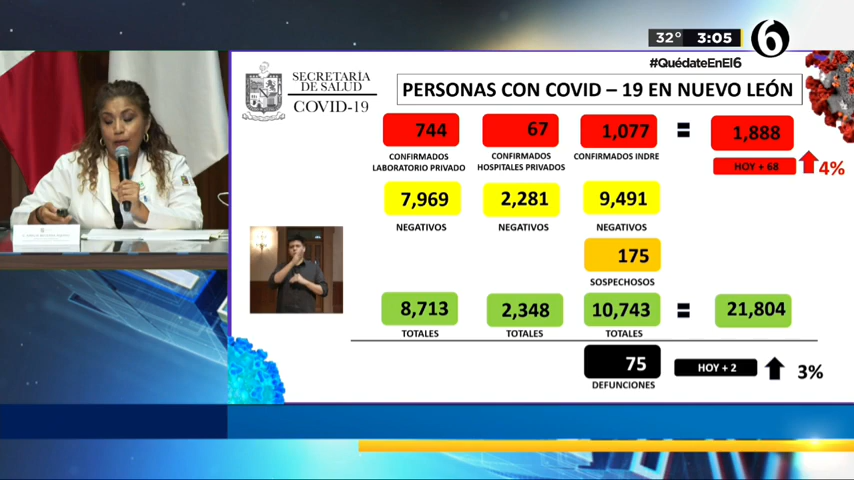 32° 3:05 6
#QuédateEnEl6
SECRETARÍA
DE SALUD
COVID-19
PERSONAS CON COVID – 19 EN NUEVO LEÓN
744 67 1,077 = 1,888
CONFIRMADOS
LABORATORIO PRIVADO
CONFIRMADOS
HOSPITALES PRIVADOS
CONFIRMADOS INDRE
HOY + 68 4%
7,969 2,281 9,491
NEGATIVOS NEGATIVOS NEGATIVOS
175
SOSPECHOSOS
8,713 2,348 10,743 = 21,804
TOTALES TOTALES TOTALES
75 HOY + 2 3%
DEFUNCIONES